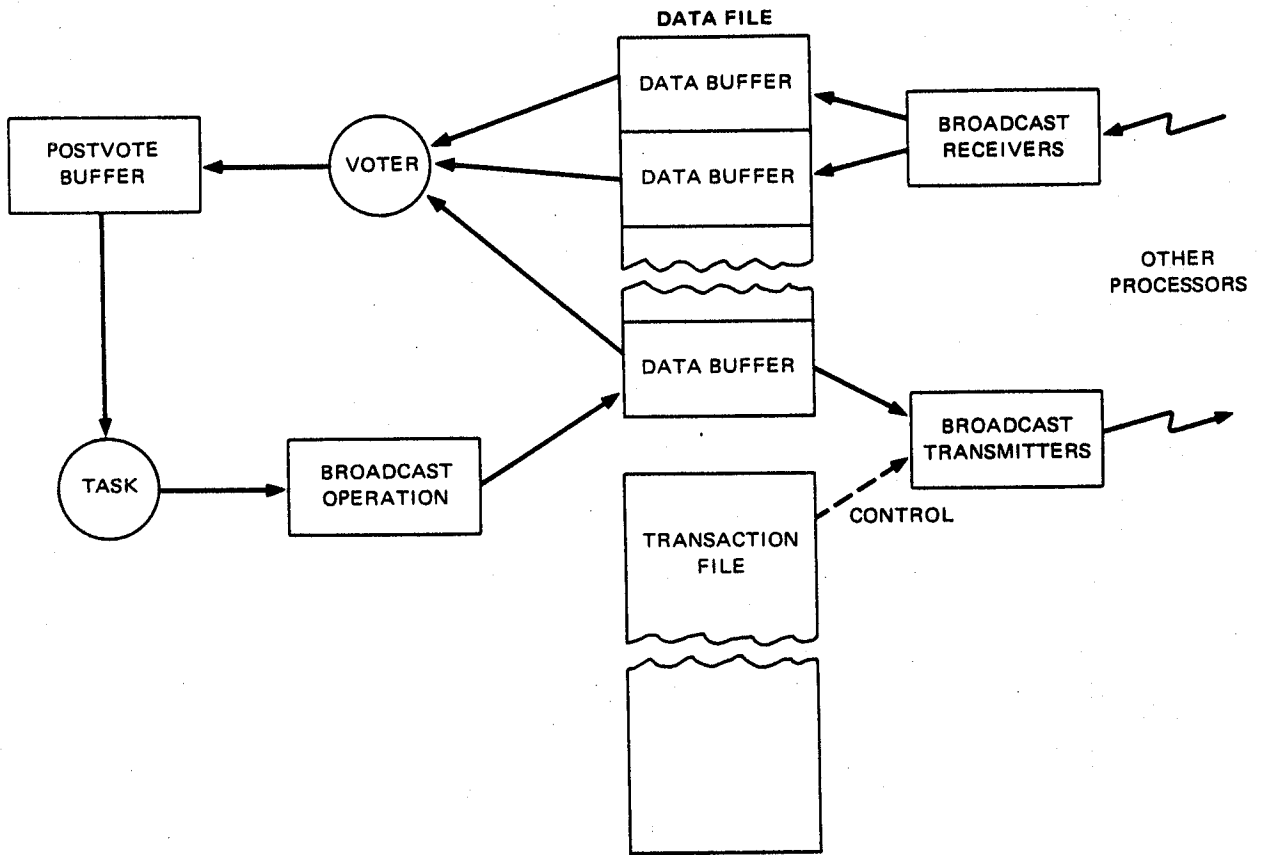 DATA FILE
DATA BUFFER
BROADCAST
RECEIVERS
POSTVOTE
BUFFER
VOTER
DATA BUFFER
OTHER
PROCESSORS
DATA BUFFER
BROADCAST
TRANSMITTERS
TASK
BROADCAST
OPERATION
CONTROL
TRANSACTION
FILE